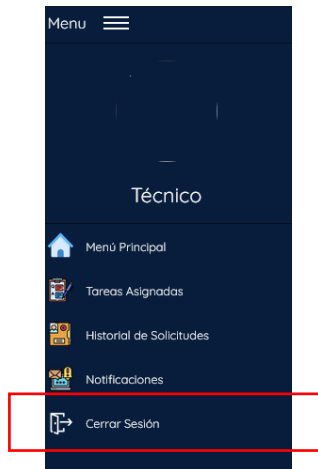 Menu
Técnico
Menú Principal
Tareas Asignadas
Historial de Solicitudes
Notificaciones
Cerrar Sesión